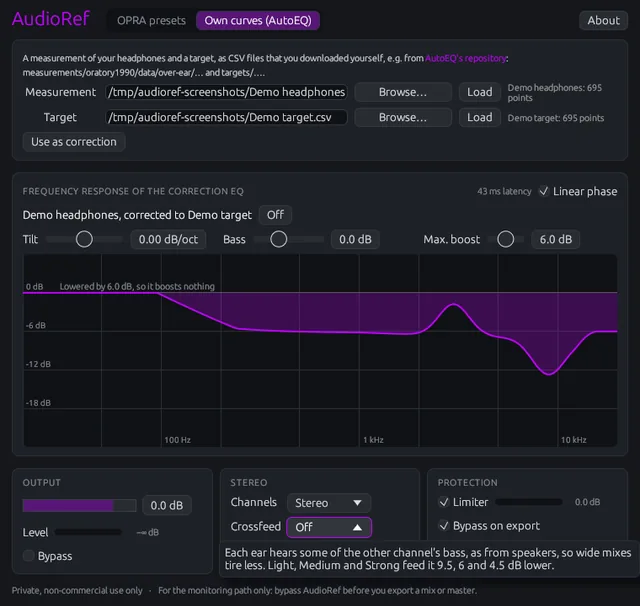 AudioRef OPRA presets Own curves (AutoEQ) About
A measurement of your headphones and a target, as CSV files that you downloaded yourself, e.g. from AutoEQ's repository:
measurements/oratory1990/data/over-ear/… and targets/….
Measurement /tmp/audioref-screenshots/Demo headphones Browse… Load Demo headphones: 695
points
Target /tmp/audioref-screenshots/Demo target.csv Browse… Load Demo target: 695 points
Use as correction
FREQUENCY RESPONSE OF THE CORRECTION EQ 43 ms latency Linear phase
Demo headphones, corrected to Demo target Off
Tilt 0.00 dB/oct Bass 0.0 dB Max. boost 6.0 dB
0 dB Lowered by 6.0 dB, so it boosts nothing
-6 dB
-12 dB
-18 dB
100 Hz 1 kHz 10 kHz
OUTPUT STEREO PROTECTION
0.0 dB Channels Stereo Limiter 0.0 dB
Level -∞ dB Crossfeed Off Bypass on export
Bypass
Each ear hears some of the other channel's bass, as from speakers, so wide mixes
tire less. Light, Medium and Strong feed it 9.5, 6 and 4.5 dB lower.
Private, non-commercial use only · For the monitoring path only: bypass AudioRef before you export a mix or master.